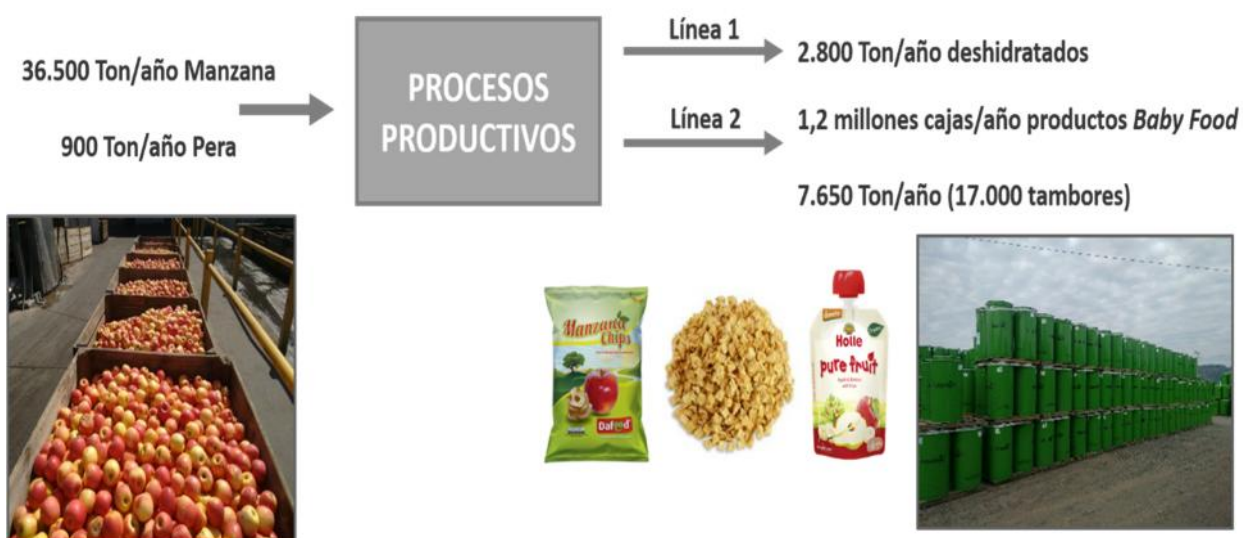 36.500 Ton/año Manzana
900 Ton/año Pera
PROCESOS
PRODUCTIVOS
Línea 1
2.800 Ton/año deshidratados
Línea 2
1,2 millones cajas/año productos Baby Food
7.650 Ton/año (17.000 tambores)
Manzana
Chips
Dafood
Holle
pure fruit